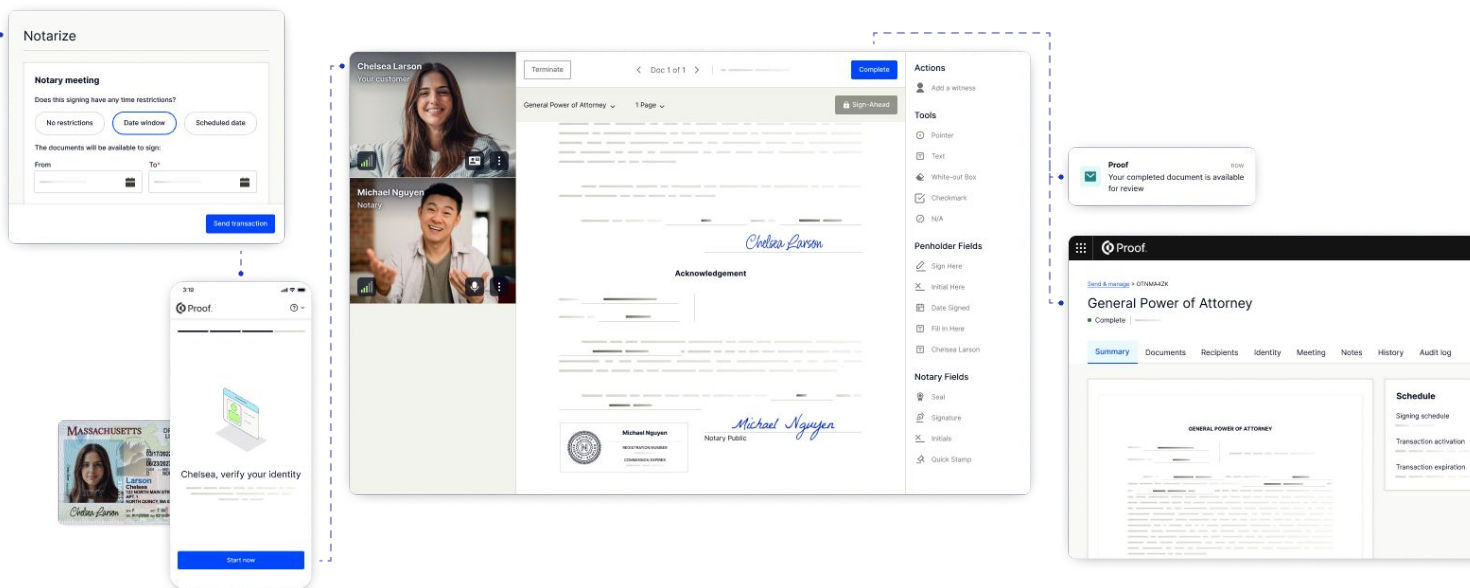 Notarize
Notary meeting
Does this signing have any time restrictions?
No restrictions
Date window
Scheduled date
The documents will be available to sign:
From
To*
Send transaction
3:10
Proof.
MASSACHUSETTS
Larson
Chelsea
Chelsea Larson
Chelsea, verify your identity
Start now
Chelsea Larson
Your customer
Michael Nguyen
Notary
Terminate
Doc 1 of 1
Complete
General Power of Attorney
1 Page
Sign-Ahead
Chelsea Larson
Acknowledgement
Michael Nguyen
REGISTRATION NUMBER
COMMISSION EXPIRES
Michael Nguyen
Notary Public
Actions
Add a witness
Tools
Pointer
Text
White-out Box
Checkmark
N/A
Penholder Fields
Sign Here
Initial Here
Date Signed
Fill In Here
Chelsea Larson
Notary Fields
Seal
Signature
Initials
Quick Stamp
Proof
now
Your completed document is available
for review
Proof.
Send & manage > OTNMA4ZK
General Power of Attorney
Complete
Summary Documents Recipients Identity Meeting Notes History Audit log
GENERAL POWER OF ATTORNEY
Schedule
Signing schedule
Transaction activation
Transaction expiration